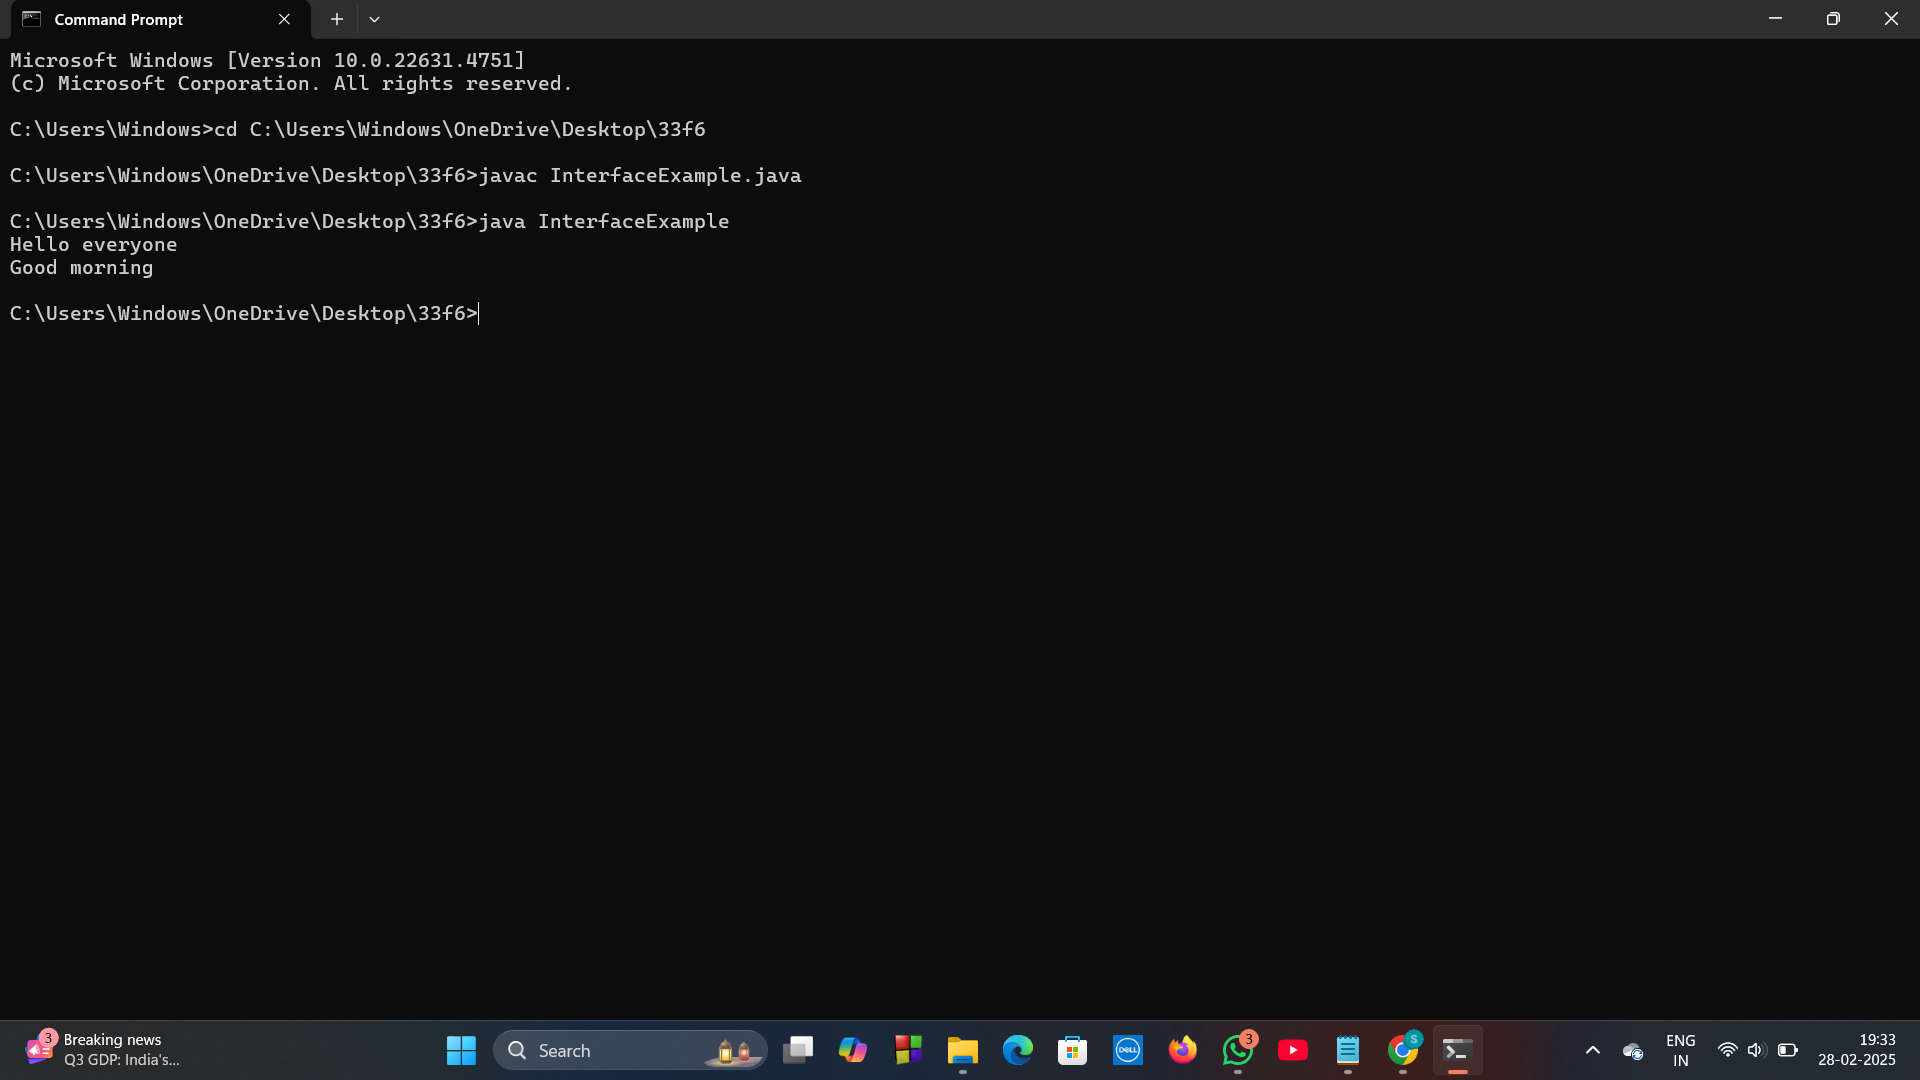 Command Prompt
Microsoft Windows [Version 10.0.22631.4751]
(c) Microsoft Corporation. All rights reserved.
C:\Users\Windows>cd C:\Users\Windows\OneDrive\Desktop\33f6
C:\Users\Windows\OneDrive\Desktop\33f6>javac InterfaceExample.java
C:\Users\Windows\OneDrive\Desktop\33f6>java InterfaceExample
Hello everyone
Good morning
C:\Users\Windows\OneDrive\Desktop\33f6>
3
Breaking news
Q3 GDP: India's...
Search
DELL
3
S
ENG
IN
19:33
28-02-2025